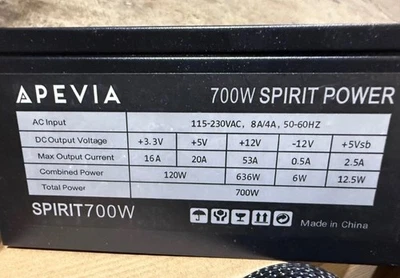 APEVIA
700W SPIRIT POWER
AC Input 115-230VAC, 8A/4A, 50-60HZ
DC Output Voltage +3.3V +5V +12V -12V +5Vsb
Max Output Current 16A 20A 53A 0.5A 2.5A
Combined Power 120W 636W 6W 12.5W
Total Power 700W
SPIRIT700W
Made in China